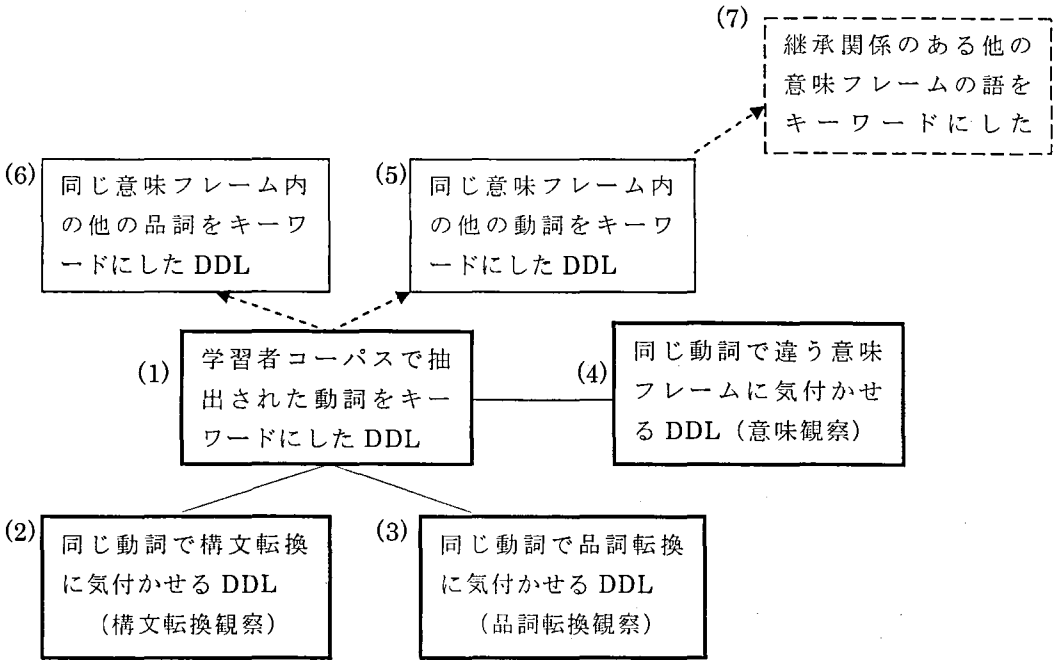 (7)
継承関係のある他の
意味フレームの語を
キーワードにした
(6)
同じ意味フレーム内
の他の品詞をキーワ
ードにした DDL
(5)
同じ意味フレーム内
の他の動詞をキーワ
ードにした DDL
(1)
学習者コーパスで抽
出された動詞をキー
ワードにした DDL
(4)
同じ動詞で違う意味
フレームに気付かせ
る DDL（意味観察）
(2)
同じ動詞で構文転換
に気付かせる DDL
（構文転換観察）
(3)
同じ動詞で品詞転換
に気付かせる DDL
（品詞転換観察）